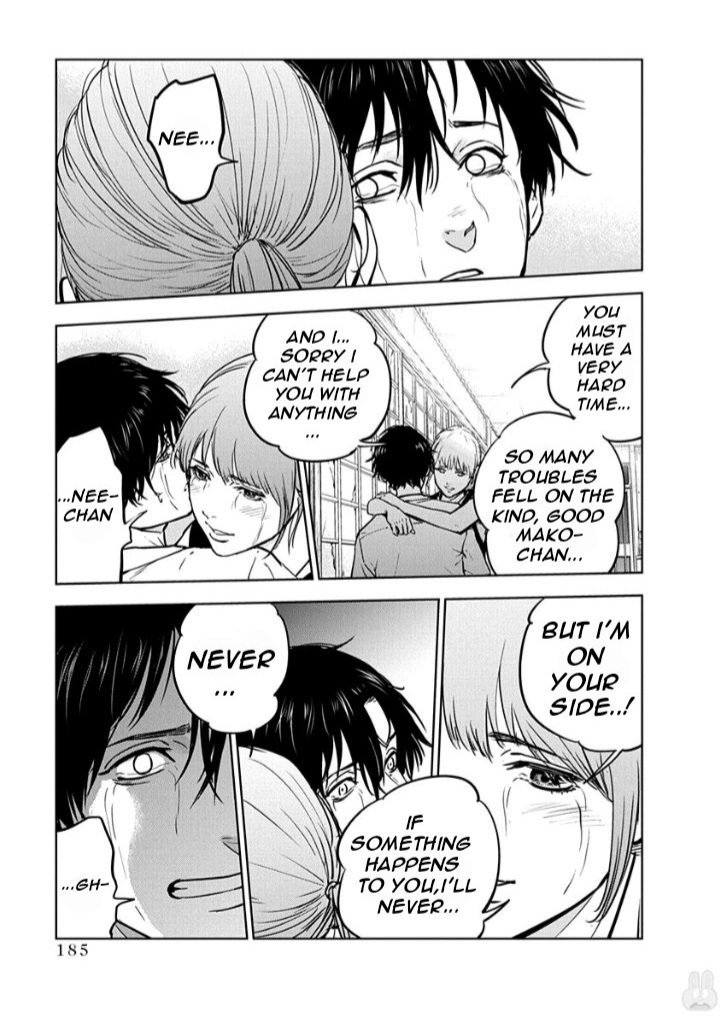 NEE...
YOU
MUST
HAVE A
VERY
HARD
TIME...
SO MANY
TROUBLES
FELL ON THE
KIND, GOOD
MAKO-
CHAN...
AND I...
SORRY I
CAN'T HELP
YOU WITH
ANYTHING
...
...NEE-
CHAN
BUT I'M
ON
YOUR
SIDE..!
IF
SOMETHING
HAPPENS
TO YOU,I'LL
NEVER...
NEVER
...
...GH-
185